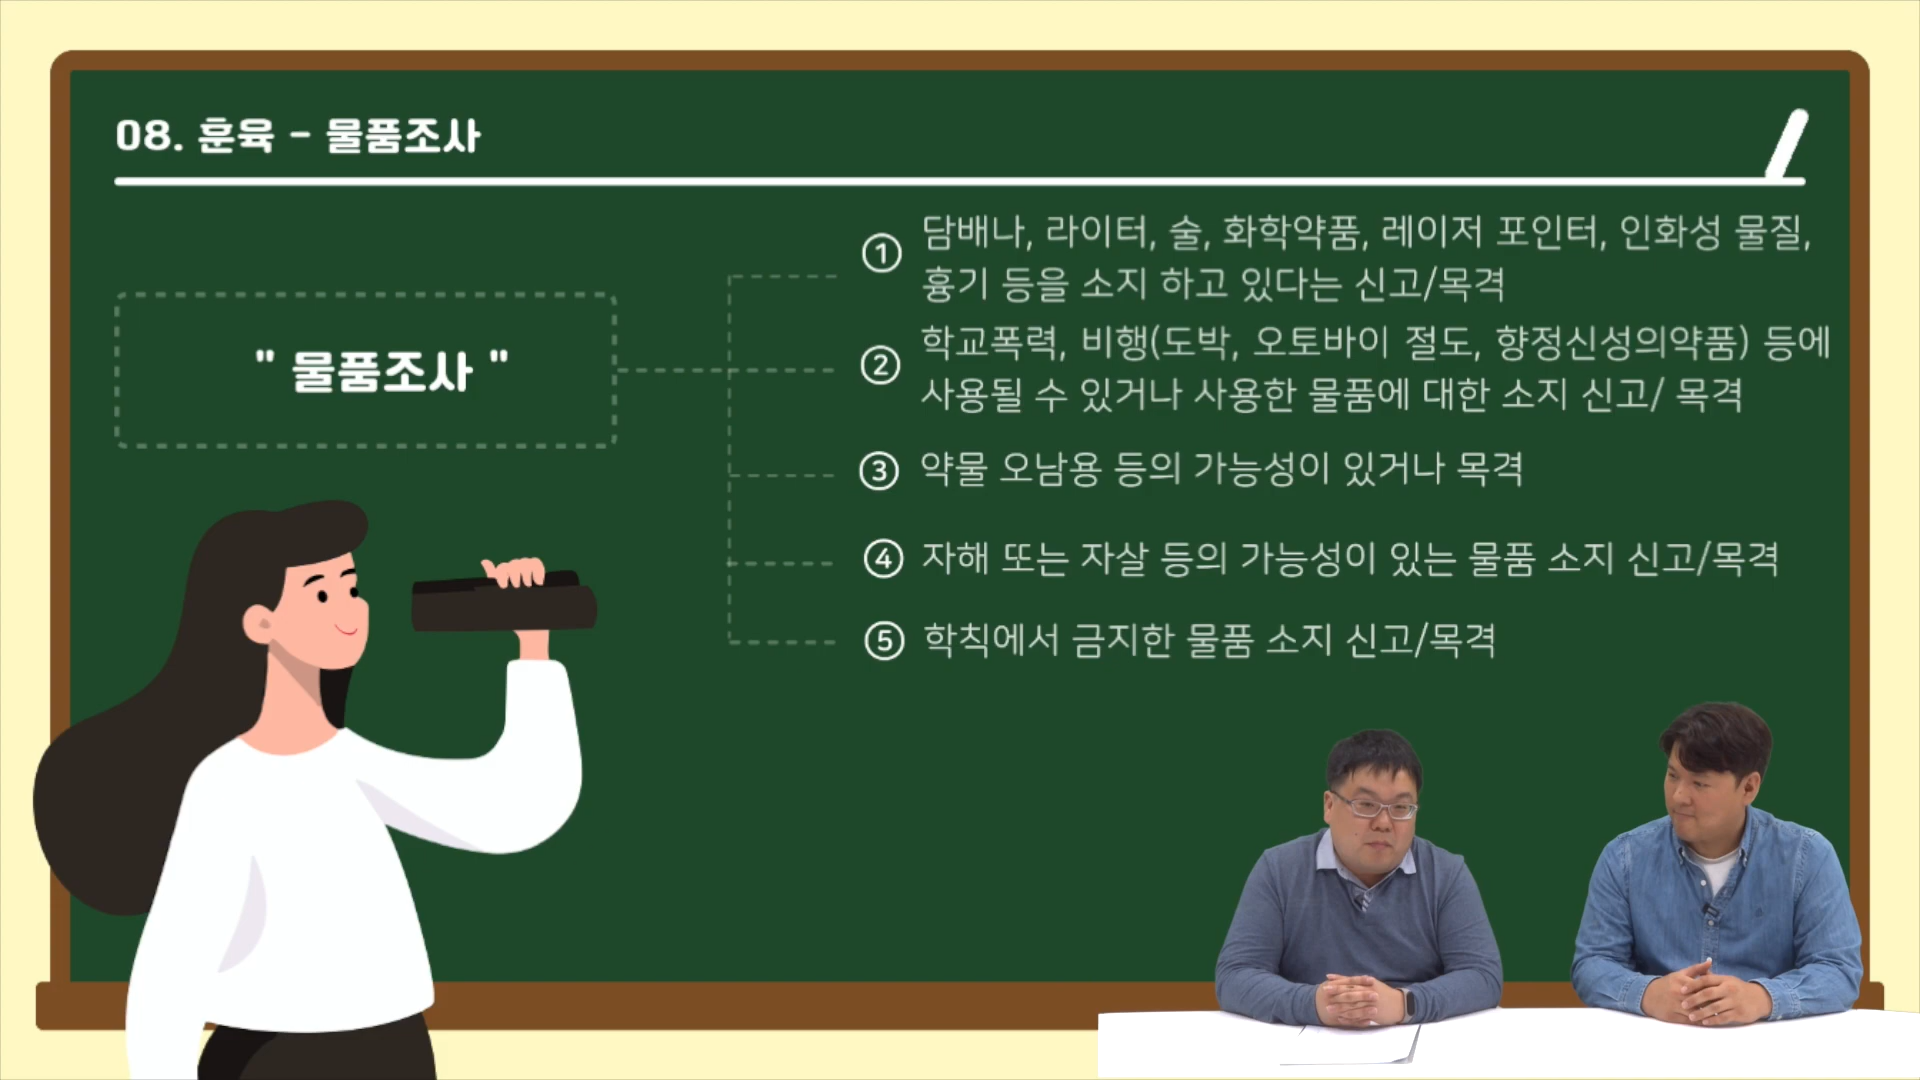 08. 훈육 - 물품조사
" 물품조사 "
① 담배나, 라이터, 술, 화학약품, 레이저 포인터, 인화성 물질,
흉기 등을 소지 하고 있다는 신고/목격
② 학교폭력, 비행(도박, 오토바이 절도, 향정신성의약품) 등에
사용될 수 있거나 사용한 물품에 대한 소지 신고/ 목격
③ 약물 오남용 등의 가능성이 있거나 목격
④ 자해 또는 자살 등의 가능성이 있는 물품 소지 신고/목격
⑤ 학칙에서 금지한 물품 소지 신고/목격